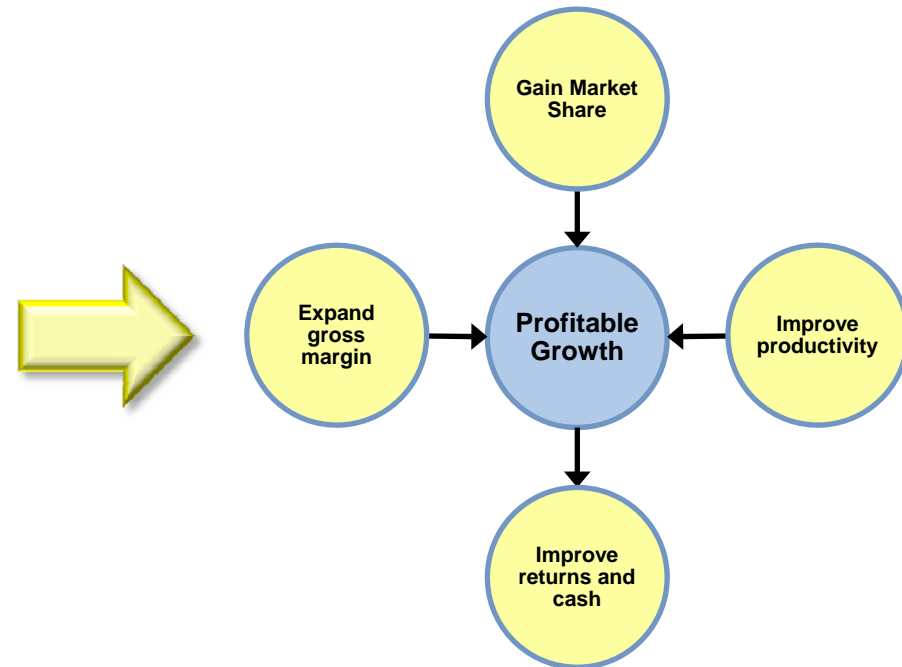 Gain Market
Share
Expand
gross
margin
Profitable
Growth
Improve
productivity
Improve
returns and
cash